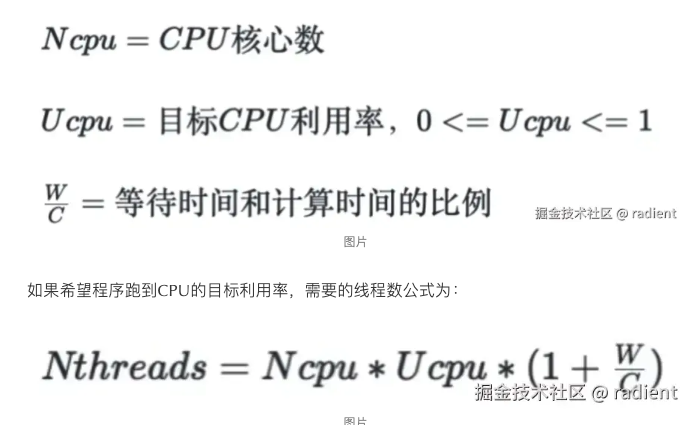 Ncpu = CPU核心数
Ucpu = 目标CPU利用率，0 <= Ucpu <= 1
W/C = 等待时间和计算时间的比例
掘金技术社区 @ radient
图片
如果希望程序跑到CPU的目标利用率，需要的线程数公式为：
Nthreads = Ncpu * Ucpu * (1 + W/C)
掘金技术社区 @ radient
图片